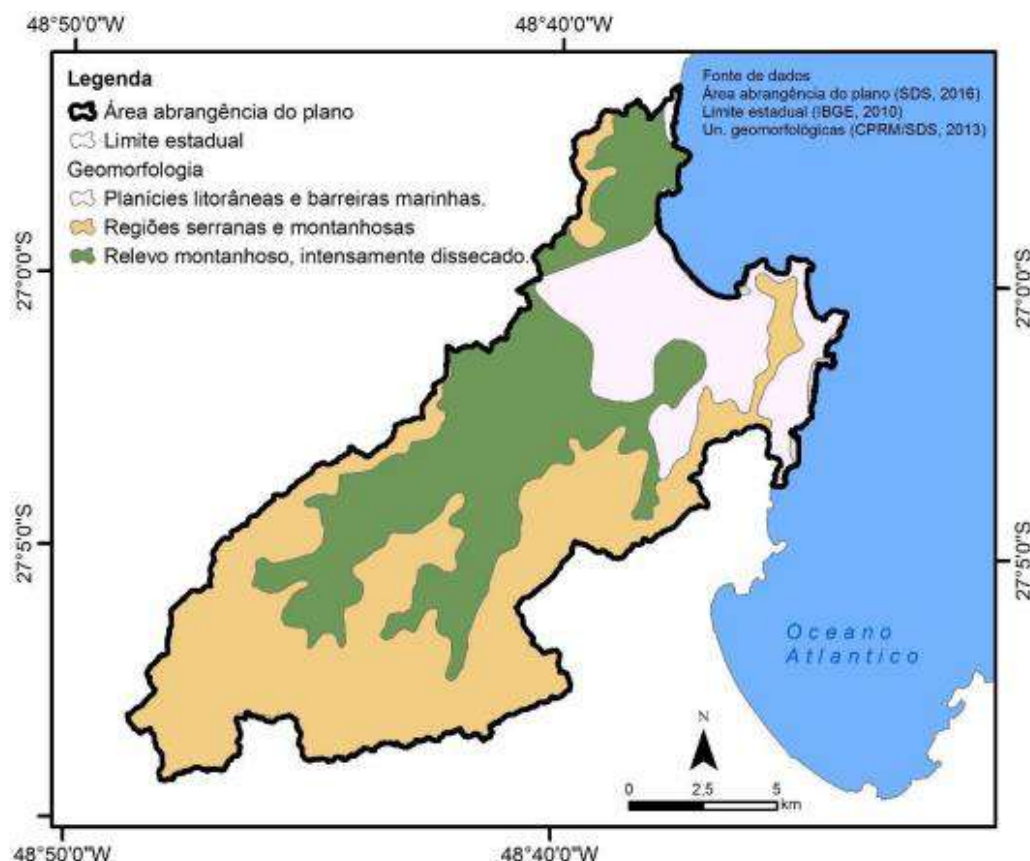 48°50'0"W
48°40'0"W
Legenda
Área abrangência do plano
Limite estadual
Geomorfologia
Planícies litorâneas e barreiras marinhas.
Regiões serranas e montanhosas
Relevo montanhoso, intensamente dissecado.
Fonte de dados
Área abrangência do plano (SDS, 2016)
Limite estadual (IBGE, 2010)
Un. geomorfológicas (CPRM/SDS, 2013)
27°0'0"S
27°0'0"S
27°5'0"S
27°5'0"S
Oceano
Atlantico
N
0 2,5 5
km
48°50'0"W
48°40'0"W